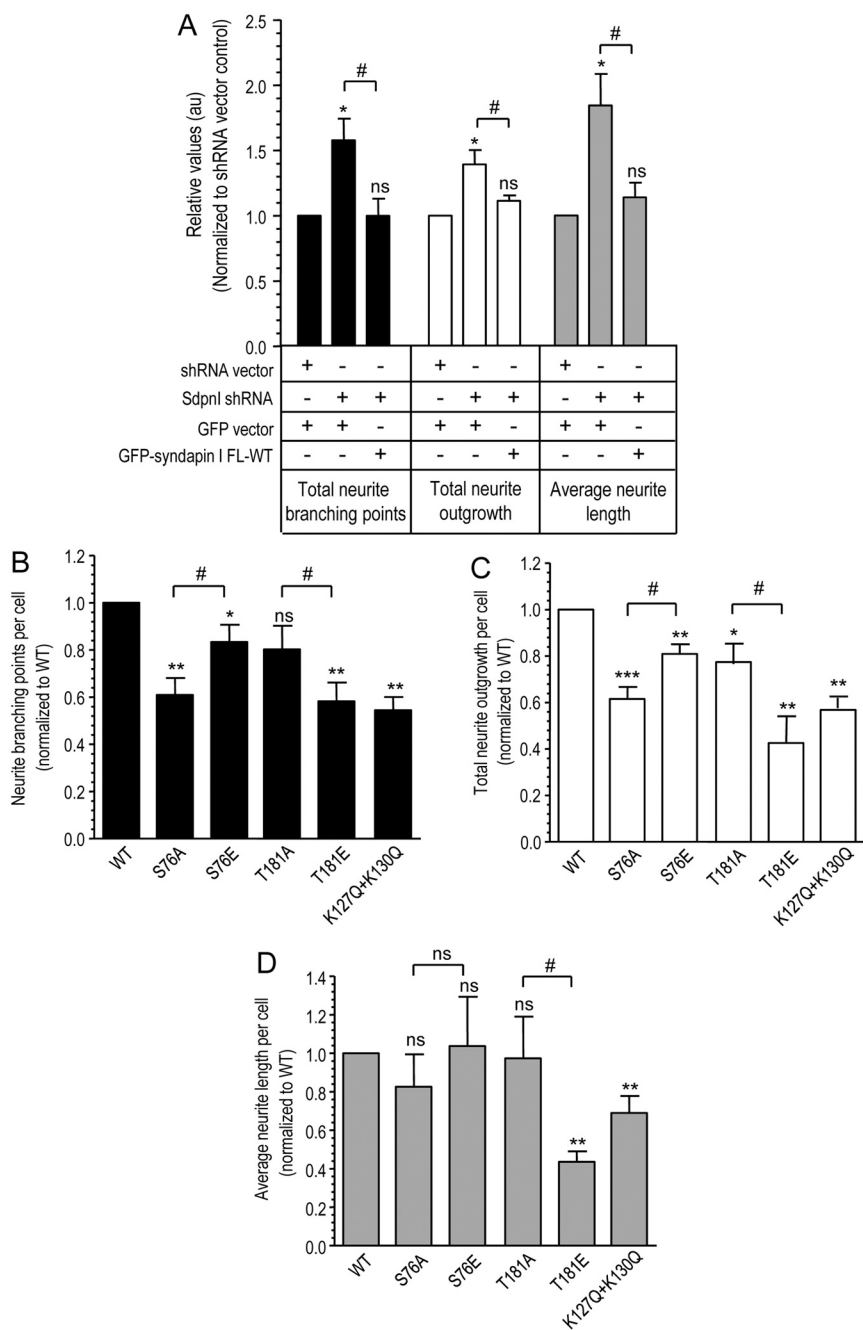 A
Relative values (au)
(Normalized to shRNA vector control)
2.5
2.0
1.5
1.0
0.5
0.0
*
#
ns
*
#
ns
*
#
ns
shRNA vector + - - + - - + - -
SdpnI shRNA - + + - + + - + +
GFP vector + + - + + - + + -
GFP-syndapin I FL-WT - - + - - + - - +
Total neurite
branching points
Total neurite
outgrowth
Average neurite
length
B
Neurite branching points per cell
(normalized to WT)
1.2
1.0
0.8
0.6
0.4
0.2
0.0
**
#
*
ns
#
**
**
WT
S76A
S76E
T181A
T181E
K127Q+K130Q
C
Total neurite outgrowth per cell
(normalized to WT)
1.2
1.0
0.8
0.6
0.4
0.2
0.0
***
#
**
*
#
**
**
WT
S76A
S76E
T181A
T181E
K127Q+K130Q
D
Average neurite length per cell
(normalized to WT)
1.4
1.2
1.0
0.8
0.6
0.4
0.2
0.0
ns
ns
ns
ns
#
**
**
WT
S76A
S76E
T181A
T181E
K127Q+K130Q